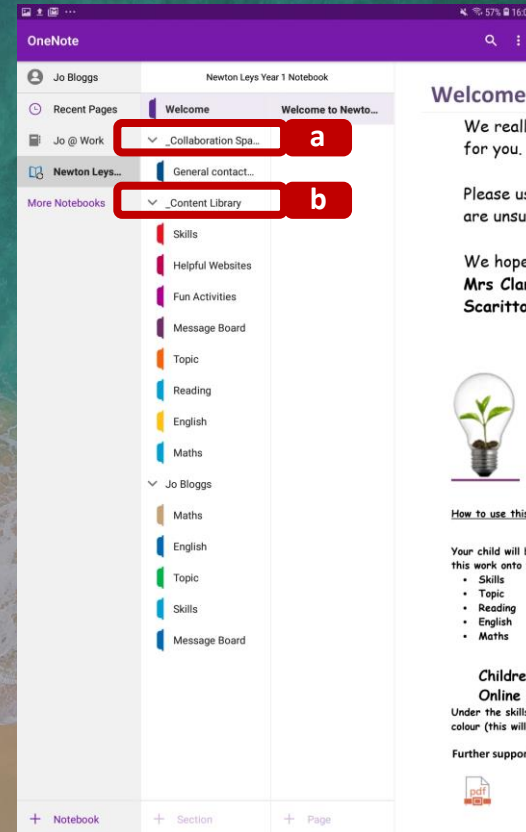 57% 16:0
OneNote
Jo Bloggs
Newton Leys Year 1 Notebook
Recent Pages
Jo @ Work
Newton Leys...
More Notebooks
Welcome
Welcome to Newto...
_Collaboration Spa...
a
General contact...
_Content Library
b
Skills
Helpful Websites
Fun Activities
Message Board
Topic
Reading
English
Maths
Jo Bloggs
Maths
English
Topic
Skills
Message Board
+ Notebook
+ Section
+ Page
Welcome
We reall
for you.
Please us
are unsu
We hope
Mrs Clar
Scaritto
How to use this
Your child will b
this work onto
• Skills
• Topic
• Reading
• English
• Maths
Childre
Online
Under the skills
colour (this will
Further suppor
pdf